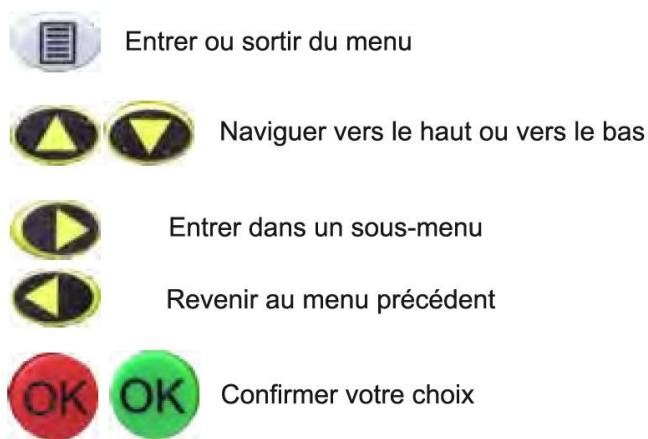 Entrer ou sortir du menu
Naviguer vers le haut ou vers le bas
Entrer dans un sous-menu
Revenir au menu précédent
OK OK Confirmer votre choix